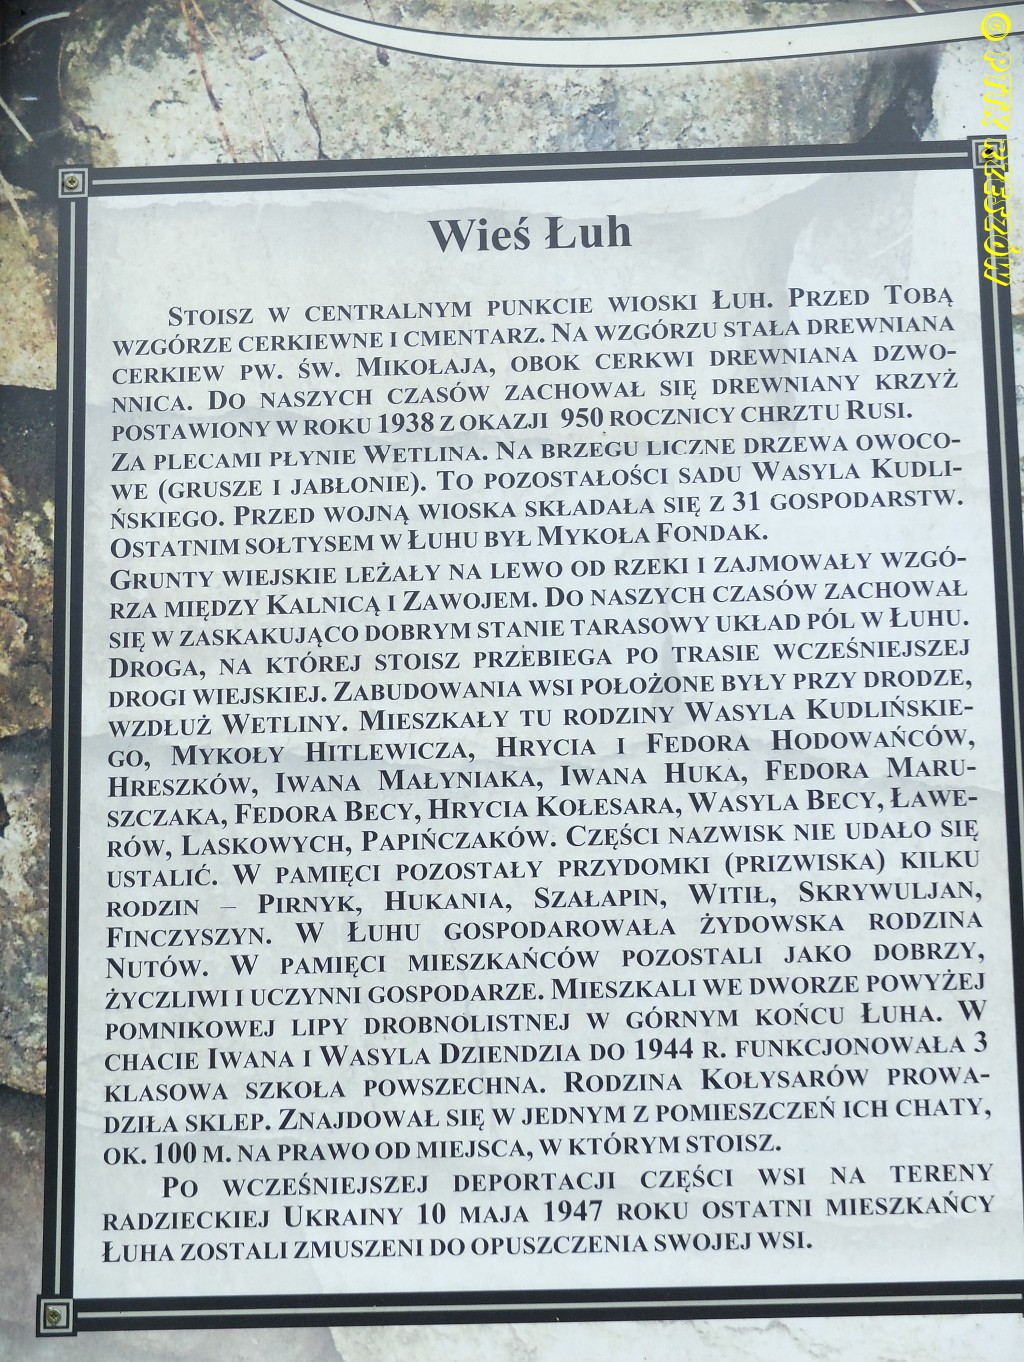 © PTTK RZESZÓW
Wieś Łuh
Stoisz w centralnym punkcie wioski Łuh. Przed Tobą
wzgórze cerkiewne i cmentarz. Na wzgórzu stała drewniana
cerkiew pw. św. Mikołaja, obok cerkwi drewniana dzwo-
nnica. Do naszych czasów zachował się drewniany krzyż
postawiony w roku 1938 z okazji 950 rocznicy chrztu Rusi.
Za plecami płynie Wetlina. Na brzegu liczne drzewa owoco-
we (grusze i jabłonie). To pozostałości sadu Wasyla Kudli-
ńskiego. Przed wojną wioska składała się z 31 gospodarstw.
Ostatnim sołtysem w Łuhu był Mykoła Fondak.
Grunty wiejskie leżały na lewo od rzeki i zajmowały wzgó-
rza między Kalnicą i Zawojem. Do naszych czasów zachował
się w zaskakująco dobrym stanie tarasowy układ pól w Łuhu.
Droga, na której stoisz przebiega po trasie wcześniejszej
drogi wiejskiej. Zabudowania wsi położone były przy drodze,
wzdłuż Wetliny. Mieszkały tu rodziny Wasyla Kudlińskie-
go, Mykoły Hitlewicza, Hrycia i Fedora Hodowańców,
Hreszków, Iwana Małyniaka, Iwana Huka, Fedora Maru-
szczaka, Fedora Becy, Hrycia Kołesara, Wasyla Becy, Ławe-
rów, Laskowych, Papińczaków. Części nazwisk nie udało się
ustalić. W pamięci pozostały przydomki (prizwiska) kilku
rodzin – Pirnyk, Hukania, Szałapin, Witił, Skrywuljan,
Finczyszyn. W Łuhu gospodarowała żydowska rodzina
Nutów. W pamięci mieszkańców pozostali jako dobrzy,
życzliwi i uczynni gospodarze. Mieszkali we dworze powyżej
pomnikowej lipy drobnolistnej w górnym końcu Łuha. W
chacie Iwana i Wasyla Dziendzia do 1944 r. funkcjonowała 3
klasowa szkoła powszechna. Rodzina Kołysarów prowa-
dziła sklep. Znajdował się w jednym z pomieszczeń ich chaty,
ok. 100 m. na prawo od miejsca, w którym stoisz.
Po wcześniejszej deportacji części wsi na tereny
radzieckiej Ukrainy 10 maja 1947 roku ostatni mieszkańcy
Łuha zostali zmuszeni do opuszczenia swojej wsi.